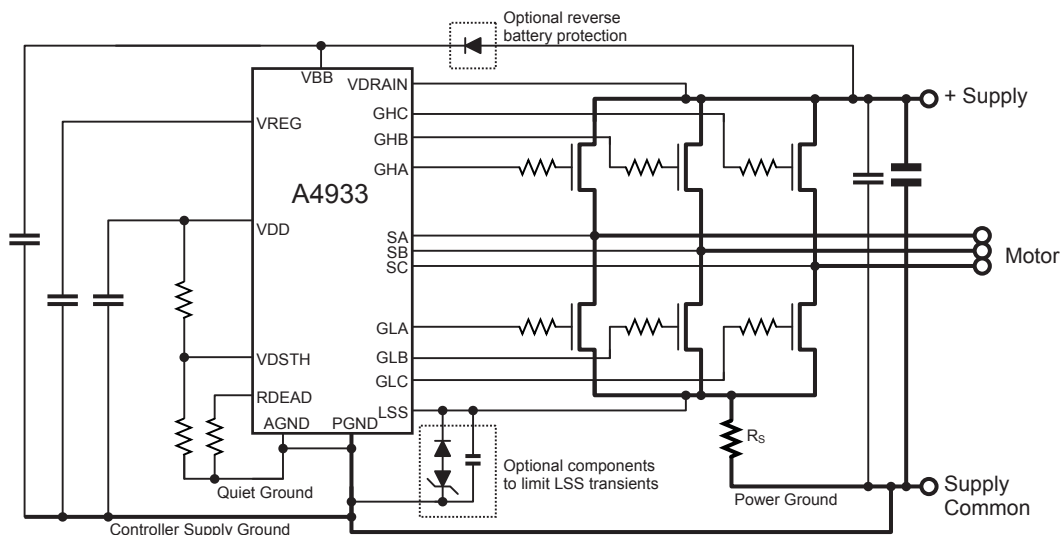 Optional reverse
battery protection
VBB
VDRAIN
+ Supply
GHC
VREG
GHB
GHA
A4933
VDD
SA
SB
SC
Motor
GLA
VDSTH
GLB
GLC
RDEAD
LSS
AGND
PGND
RS
Optional components
to limit LSS transients
Quiet Ground
Power Ground
Supply
Common
Controller Supply Ground